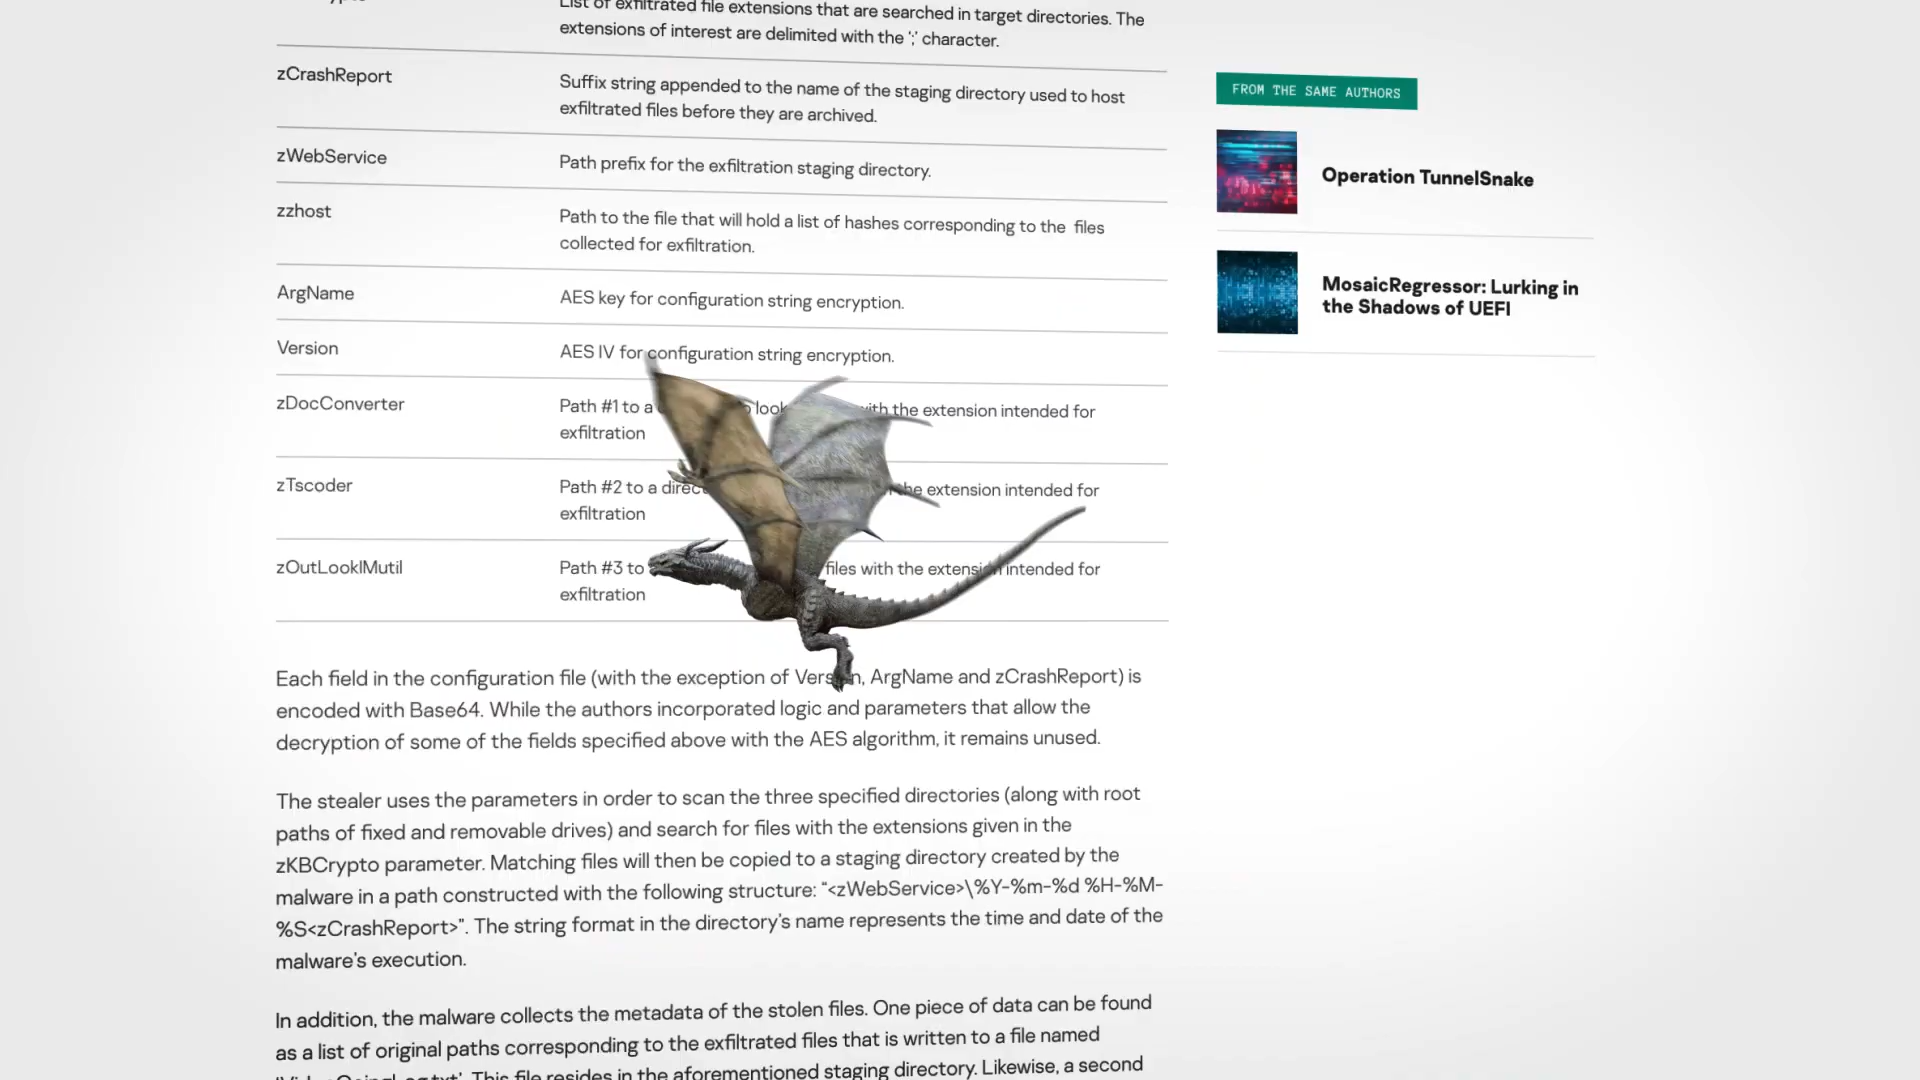 List of exfiltrated file extensions that are searched in target directories. The
extensions of interest are delimited with the ';' character.
zCrashReport
Suffix string appended to the name of the staging directory used to host
exfiltrated files before they are archived.
zWebService
Path prefix for the exfiltration staging directory.
zzhost
Path to the file that will hold a list of hashes corresponding to the files
collected for exfiltration.
ArgName
AES key for configuration string encryption.
Version
AES IV for configuration string encryption.
zDocConverter
Path #1 to a look with the extension intended for
exfiltration
zTscoder
Path #2 to a the extension intended for
exfiltration
zOutLookIMutil
Path #3 to files with the extension intended for
exfiltration
Each field in the configuration file (with the exception of Version, ArgName and zCrashReport) is
encoded with Base64. While the authors incorporated logic and parameters that allow the
decryption of some of the fields specified above with the AES algorithm, it remains unused.
The stealer uses the parameters in order to scan the three specified directories (along with root
paths of fixed and removable drives) and search for files with the extensions given in the
zKBCrypto parameter. Matching files will then be copied to a staging directory created by the
malware in a path constructed with the following structure: “<zWebService>\%Y-%m-%d %H-%M-
%S<zCrashReport>”. The string format in the directory’s name represents the time and date of the
malware’s execution.
In addition, the malware collects the metadata of the stolen files. One piece of data can be found
as a list of original paths corresponding to the exfiltrated files that is written to a file named
This file resides in the aforementioned staging directory. Likewise, a second
FROM THE SAME AUTHORS
Operation TunnelSnake
MosaicRegressor: Lurking in
the Shadows of UEFI